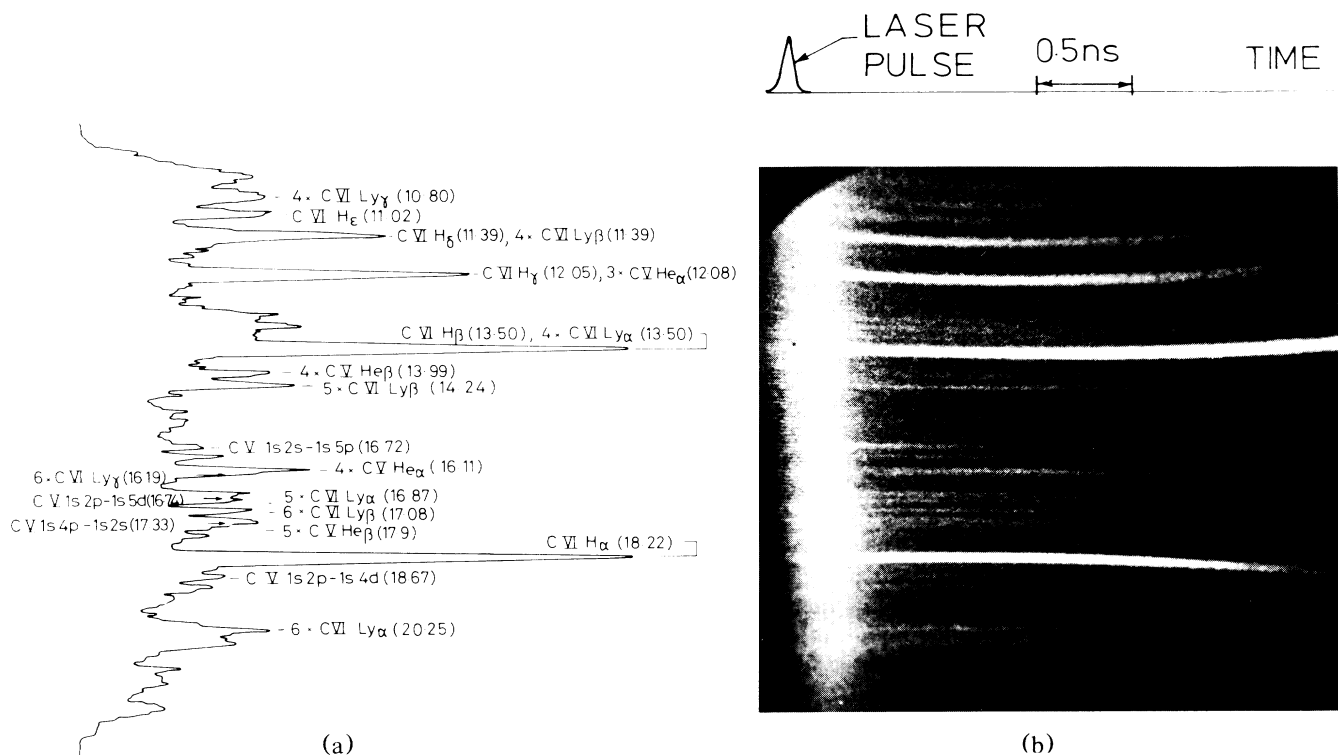 LASER
PULSE
0.5ns
TIME
4× C VI Lyγ (10·80)
C VI Hε (11·02)
C VI Hδ (11·39), 4× C VI Lyβ (11·39)
C VI Hγ (12·05), 3× C V Heα (12·08)
C VI Hβ (13·50), 4× C VI Lyα (13·50)
4× C V Heβ (13·99)
5× C VI Lyβ (14·24)
C V 1s2s-1s5p (16·72)
4× C V Heα (16·11)
6× C VI Lyγ (16·19)
5× C VI Lyα (16·87)
C V 1s2p-1s5d (16·74)
6× C VI Lyβ (17·08)
C V 1s4p-1s2s (17·33)
5× C V Heβ (17·9)
C VI Hα (18·22)
C V 1s2p-1s4d (18·67)
6× C VI Lyα (20·25)
(a)
(b)